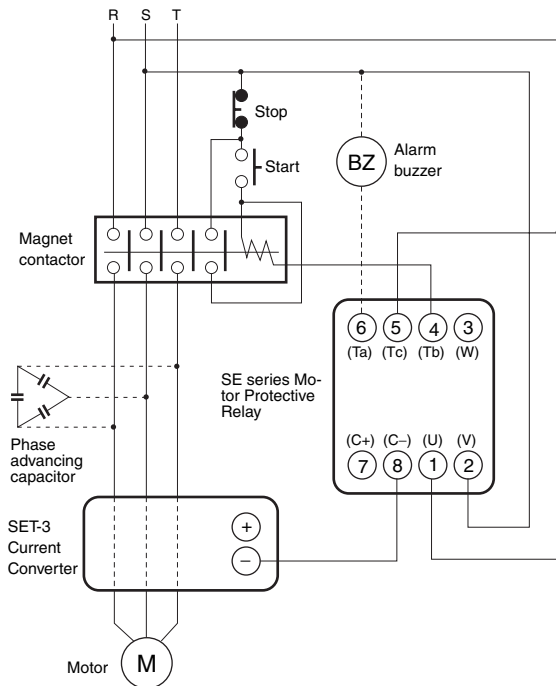 R S T
Stop
Start
BZ
Alarm
buzzer
Magnet
contactor
6 5 4 3
(Ta) (Tc) (Tb) (W)
SE series Mo-
tor Protective
Relay
(C+) (C–) (U) (V)
7 8 1 2
Phase
advancing
capacitor
SET-3
Current
Converter
+
–
Motor
M